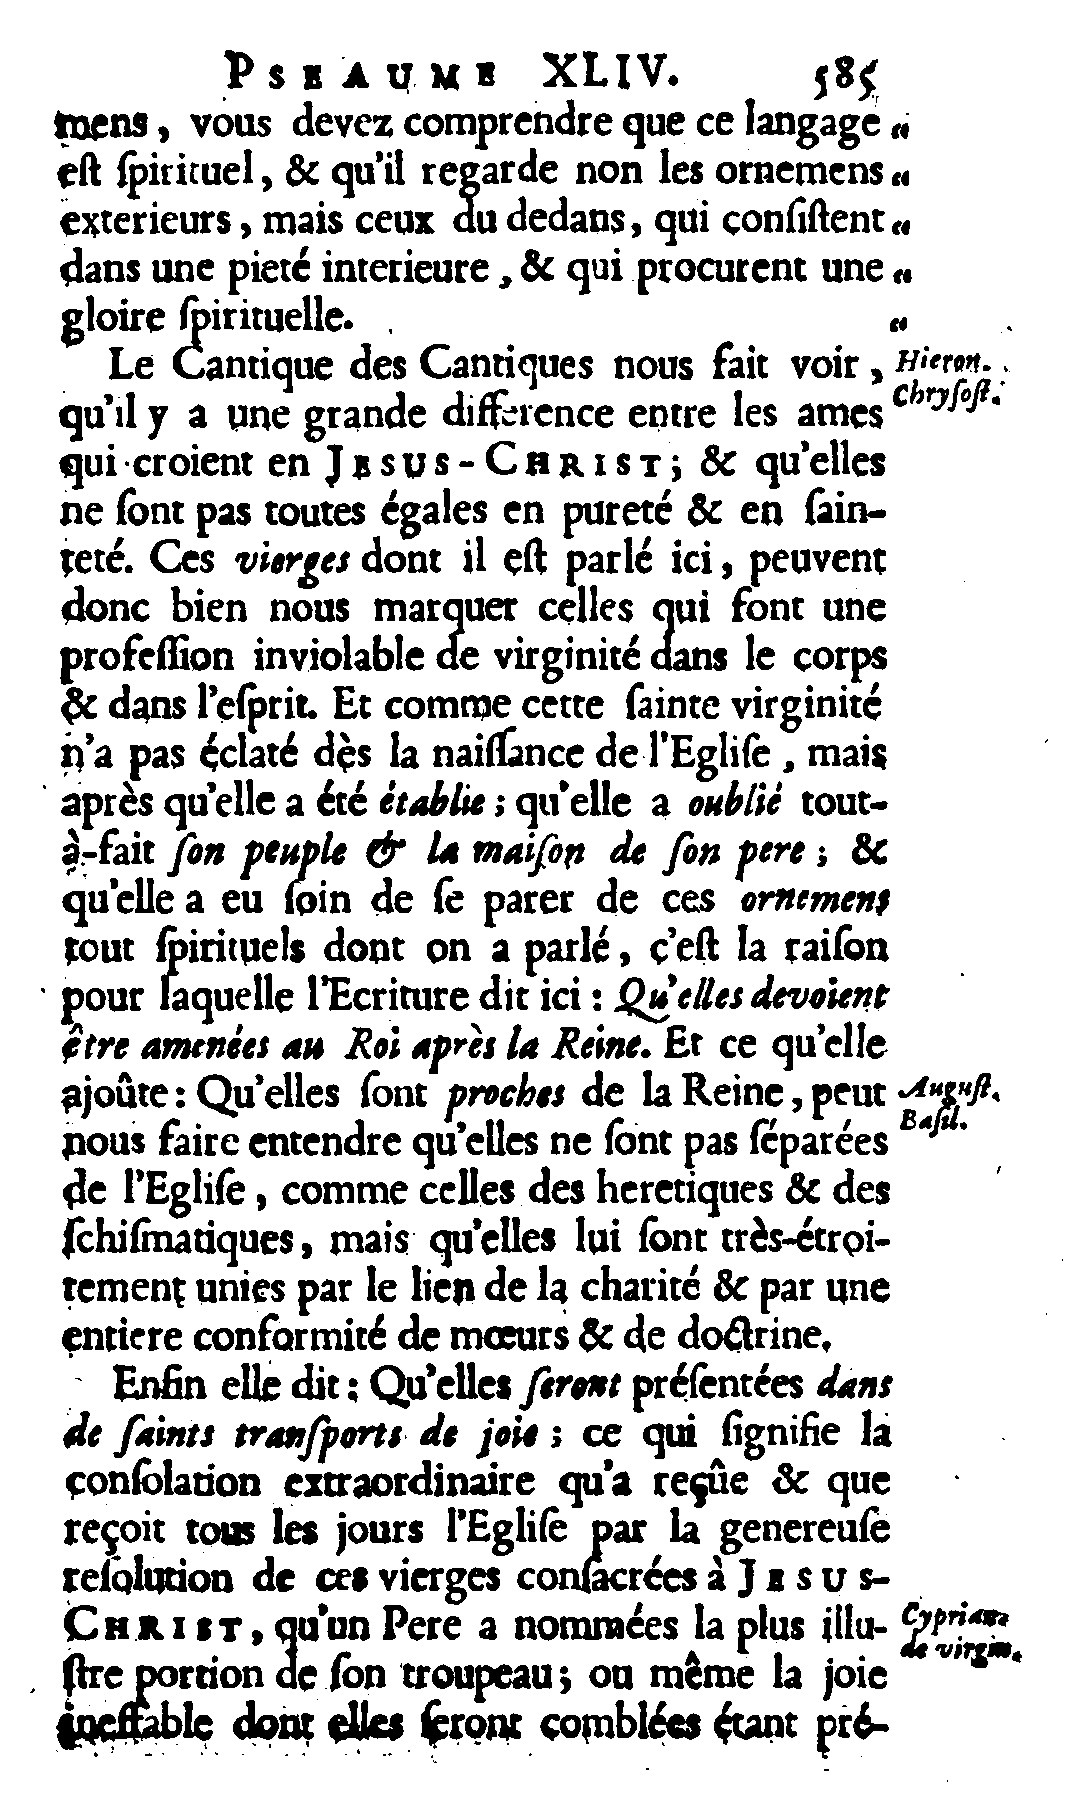 PSEAUME XLIV. 585
mens, vous devez comprendre que ce langage „
eſt ſpirituel, & qu'il regarde non les ornemens „
exterieurs, mais ceux du dedans, qui conſiſtent „
dans une pieté interieure, & qui procurent une „
gloire ſpirituelle. „
Le Cantique des Cantiques nous fait voir, Hieron.
qu'il y a une grande difference entre les ames Chryſoſt.
qui croient en JESUS-CHRIST; & qu'elles
ne ſont pas toutes égales en pureté & en ſain-
teté. Ces vierges dont il eſt parlé ici, peuvent
donc bien nous marquer celles qui font une
profeſſion inviolable de virginité dans le corps
& dans l'eſprit. Et comme cette ſainte virginité
n'a pas éclaté dès la naiſſance de l'Egliſe, mais
après qu'elle a été établie; qu'elle a oublié tout-
à-fait ſon peuple & la maiſon de ſon pere; &
qu'elle a eu ſoin de ſe parer de ces ornemens
tout ſpirituels dont on a parlé, c'eſt la raiſon
pour laquelle l'Ecriture dit ici: Qu'elles devoient
être amenées au Roi après la Reine. Et ce qu'elle
ajoûte: Qu'elles ſont proches de la Reine, peut Auguſt.
nous faire entendre qu'elles ne ſont pas ſéparées Baſil.
de l'Egliſe, comme celles des heretiques & des
ſchiſmatiques, mais qu'elles lui ſont très-étroi-
tement unies par le lien de la charité & par une
entiere conformité de mœurs & de doctrine.
Enfin elle dit: Qu'elles ſeront préſentées dans
de ſaints tranſports de joie; ce qui ſignifie la
conſolation extraordinaire qu'a reçûe & que
reçoit tous les jours l'Egliſe par la genereuſe
reſolution de ces vierges conſacrées à JESUS-
CHRIST, qu'un Pere a nommées la plus illu- Cyprian.
ſtre portion de ſon troupeau; ou même la joie de virgin.
ineffable dont elles ſeront comblées étant pré-